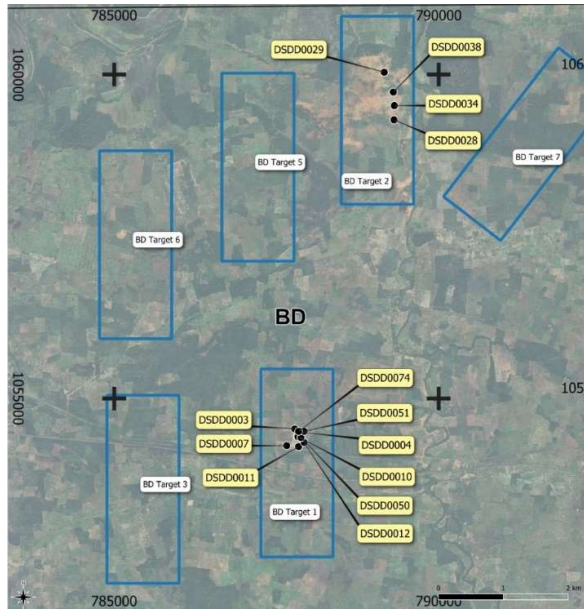 785000
790000
1060000
106
DSDD0029
DSDD0038
DSDD0034
DSDD0028
BD Target 5
BD Target 2
BD Target 7
BD Target 6
BD
1055000
105
DSDD0074
DSDD0003
DSDD0051
DSDD0007
DSDD0004
DSDD0011
DSDD0010
DSDD0050
BD Target 3
BD Target 1
DSDD0012
785000
790000
0 1 2 km